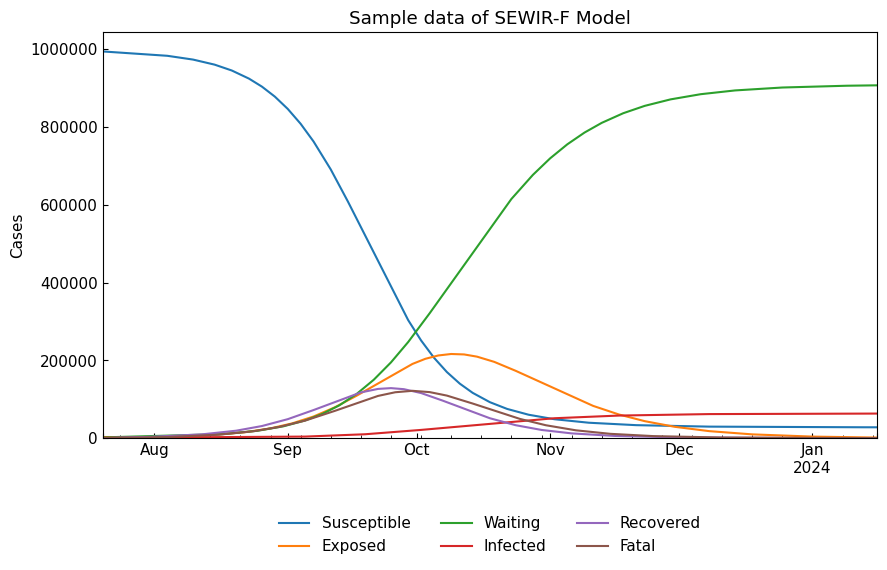 Sample data of SEWIR-F Model
1000000
800000
600000
400000
200000
0
Cases
Aug Sep Oct Nov Dec Jan
2024
Susceptible Waiting Recovered
Exposed Infected Fatal